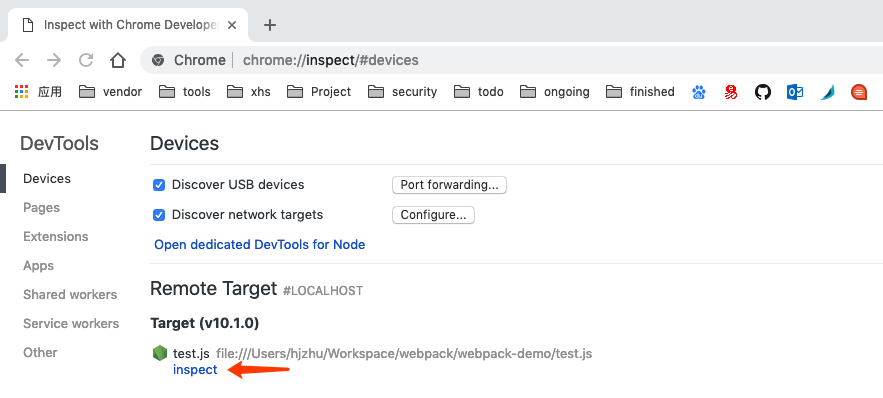 Inspect with Chrome Develope
Chrome | chrome://inspect/#devices
应用 vendor tools xhs Project security todo ongoing finished
DevTools
Devices
Pages
Extensions
Apps
Shared workers
Service workers
Other
Devices
Discover USB devices Port forwarding...
Discover network targets Configure...
Open dedicated DevTools for Node
Remote Target #LOCALHOST
Target (v10.1.0)
test.js file:///Users/hjzhu/Workspace/webpack/webpack-demo/test.js
inspect